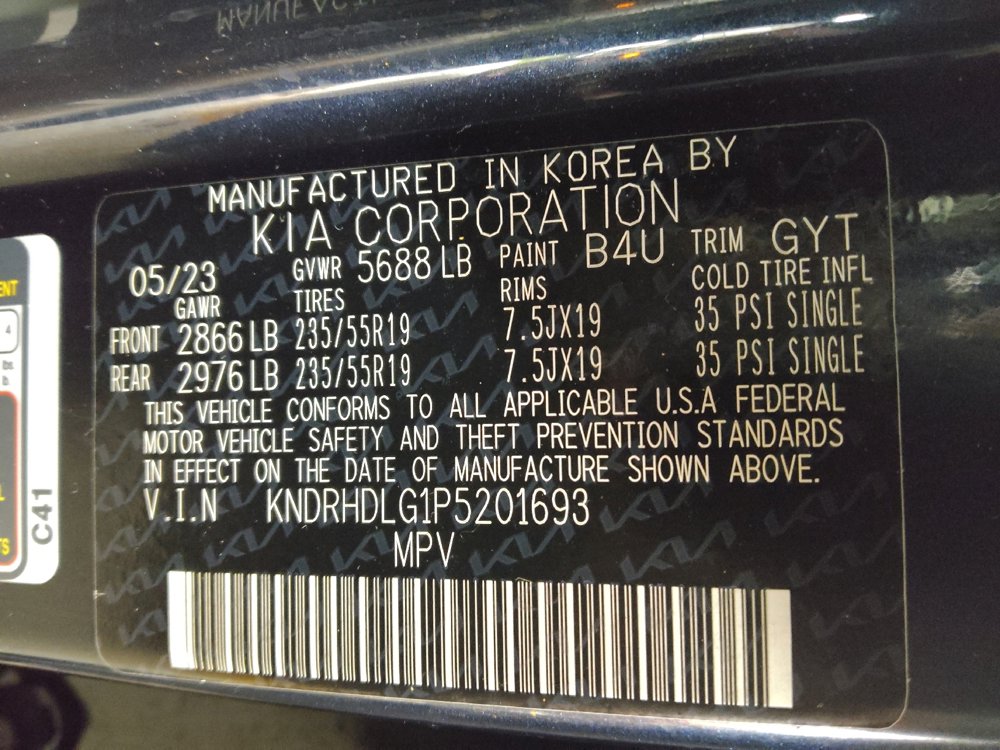 MANUFACTURED IN KOREA BY
KIA CORPORATION
05/23 GVWR 5688 LB PAINT B4U TRIM GYT
GAWR TIRES RIMS COLD TIRE INFL
FRONT 2866 LB 235/55R19 7.5JX19 35 PSI SINGLE
REAR 2976 LB 235/55R19 7.5JX19 35 PSI SINGLE
THIS VEHICLE CONFORMS TO ALL APPLICABLE U.S.A FEDERAL
MOTOR VEHICLE SAFETY AND THEFT PREVENTION STANDARDS
IN EFFECT ON THE DATE OF MANUFACTURE SHOWN ABOVE.
V.I.N KNDRHDLG1P5201693
MPV
C41
4
lbs.